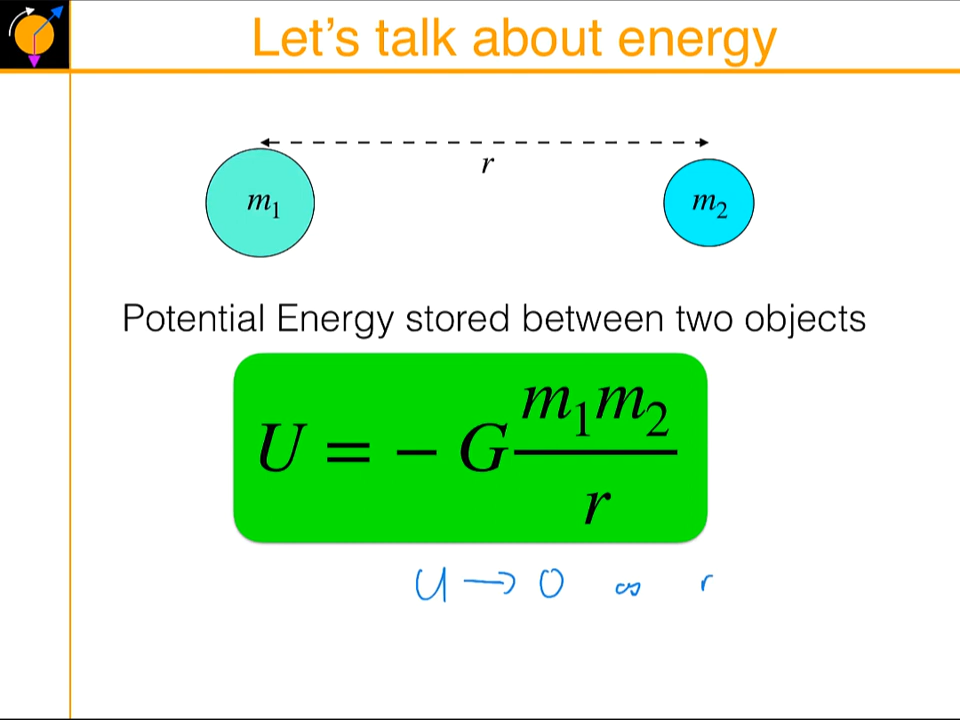 Let's talk about energy
r
m₁
m₂
Potential Energy stored between two objects
U = − G m₁m₂ / r
U → 0 as r